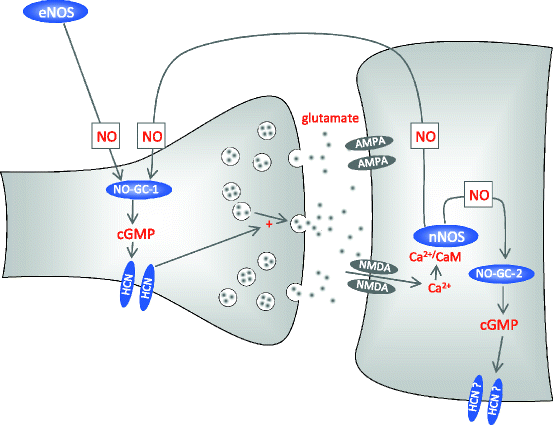 eNOS
NO
NO
NO
glutamate
AMPA
AMPA
NO-GC-1
NO
cGMP
+
nNOS
HCN
HCN
NMDA
NMDA
Ca2+/CaM
Ca2+
NO-GC-2
cGMP
HCN ?
HCN ?